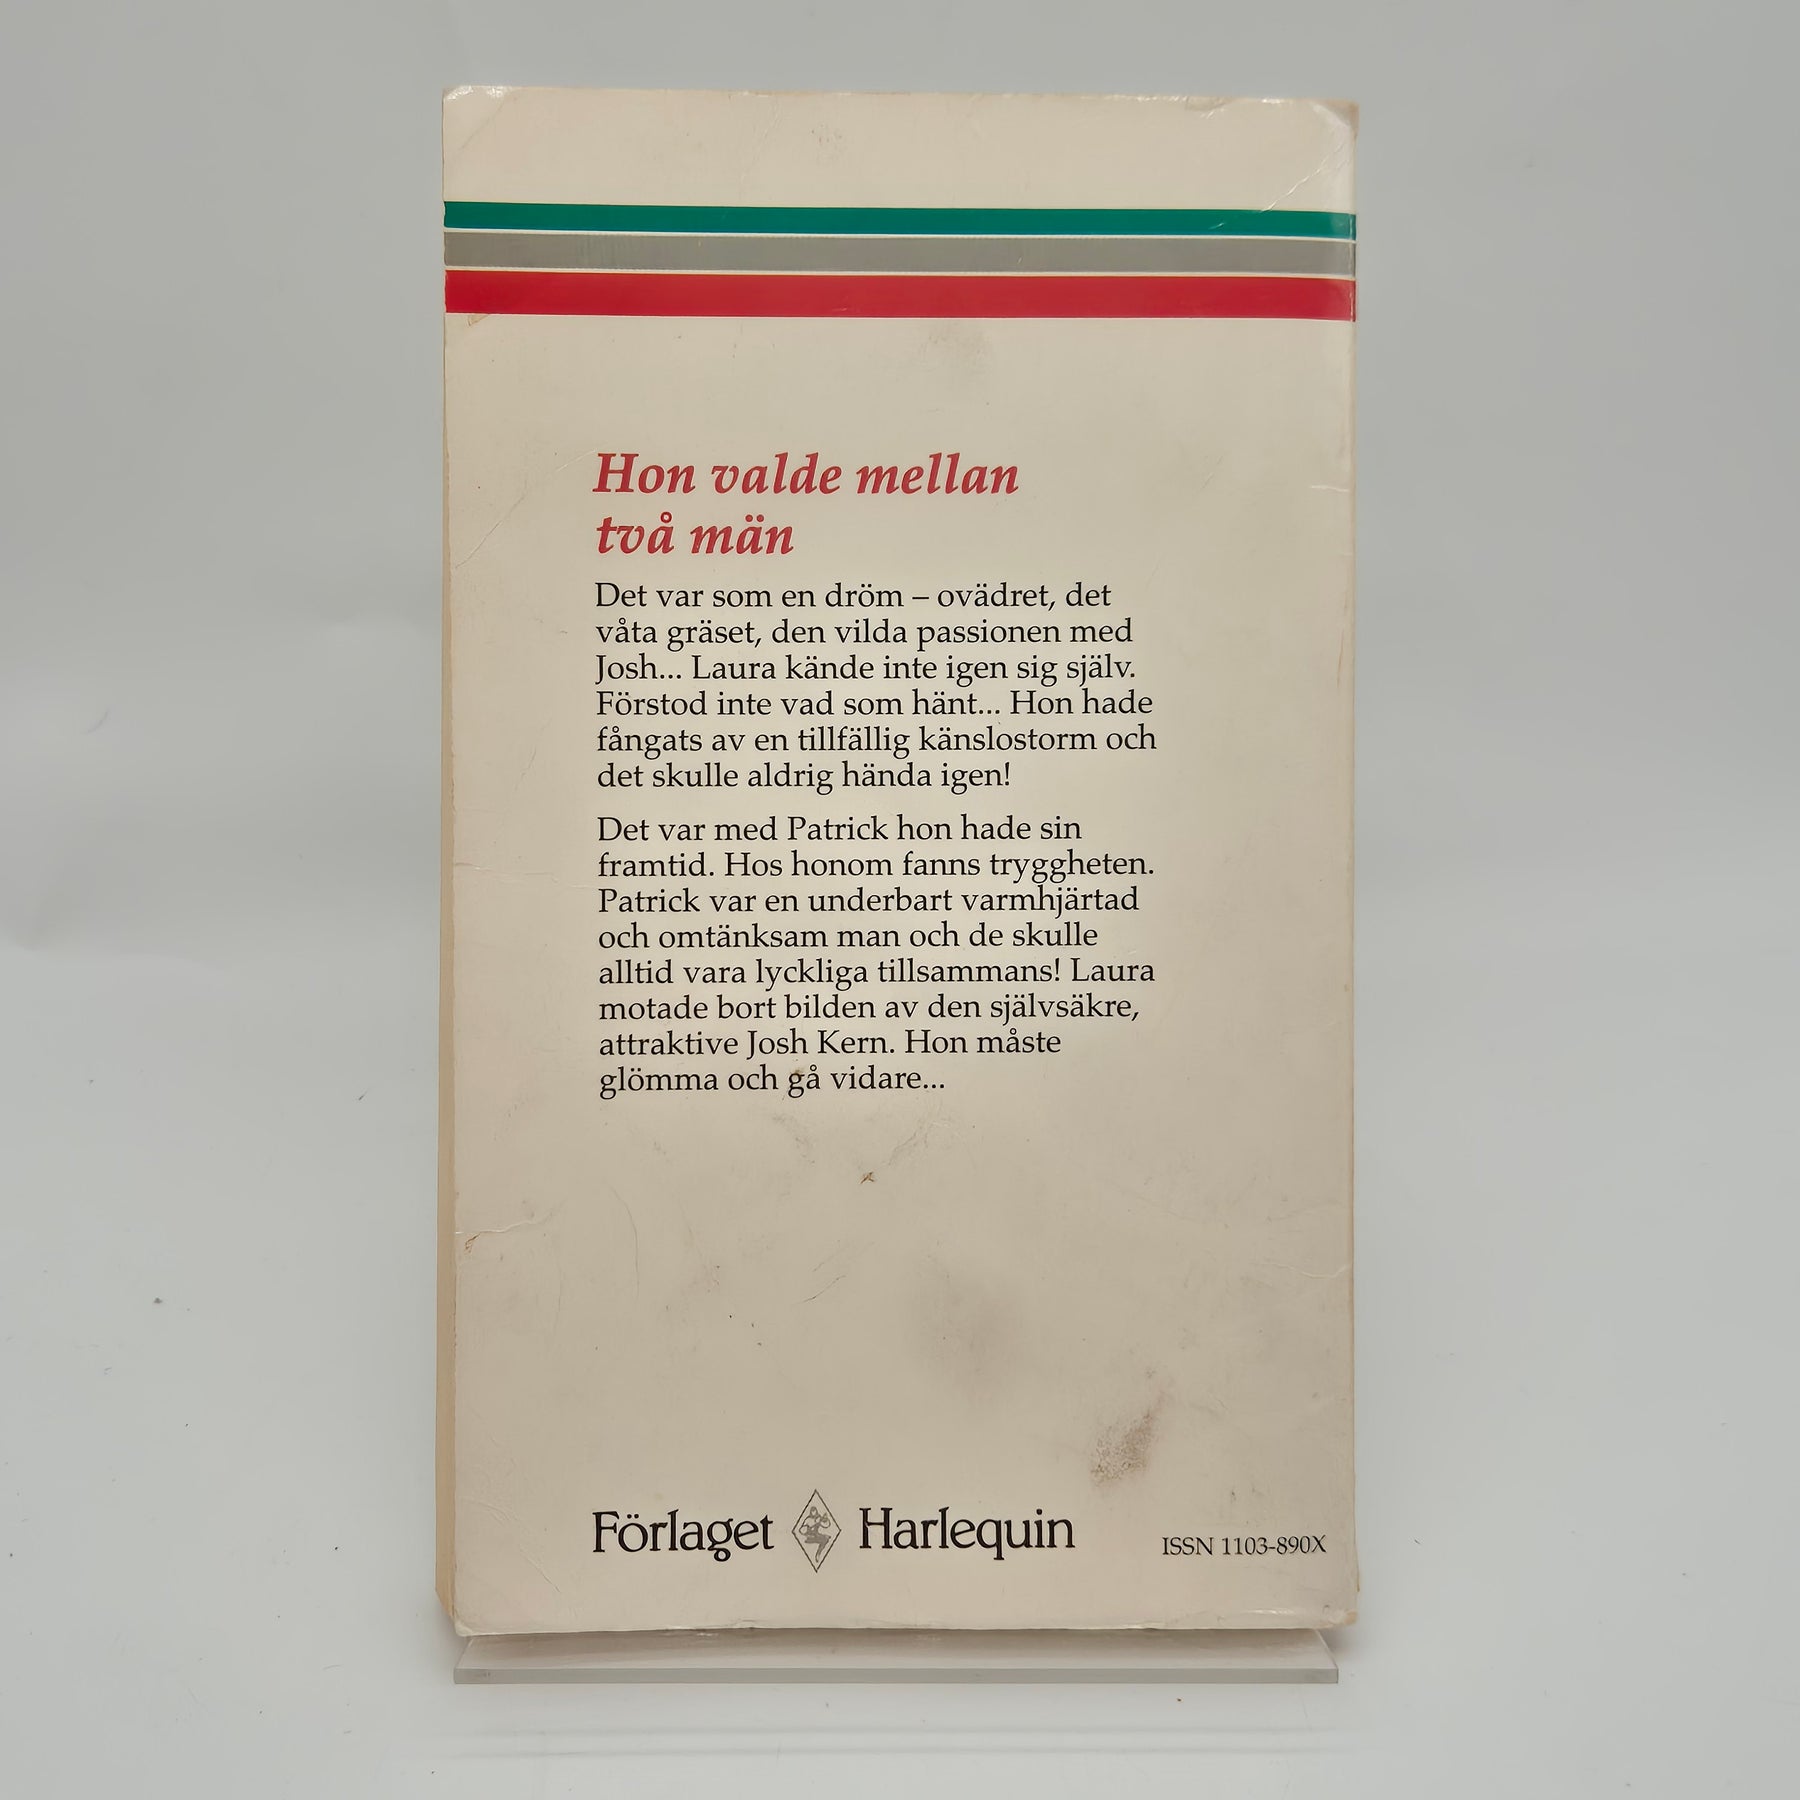 Hon valde mellan
två män
Det var som en dröm – ovädret, det
våta gräset, den vilda passionen med
Josh... Laura kände inte igen sig själv.
Förstod inte vad som hänt... Hon hade
fångats av en tillfällig känslostorm och
det skulle aldrig hända igen!
Det var med Patrick hon hade sin
framtid. Hos honom fanns tryggheten.
Patrick var en underbart varmhjärtad
och omtänksam man och de skulle
alltid vara lyckliga tillsammans! Laura
motade bort bilden av den självsäkre,
attraktive Josh Kern. Hon måste
glömma och gå vidare...
Förlaget Harlequin
ISSN 1103-890X